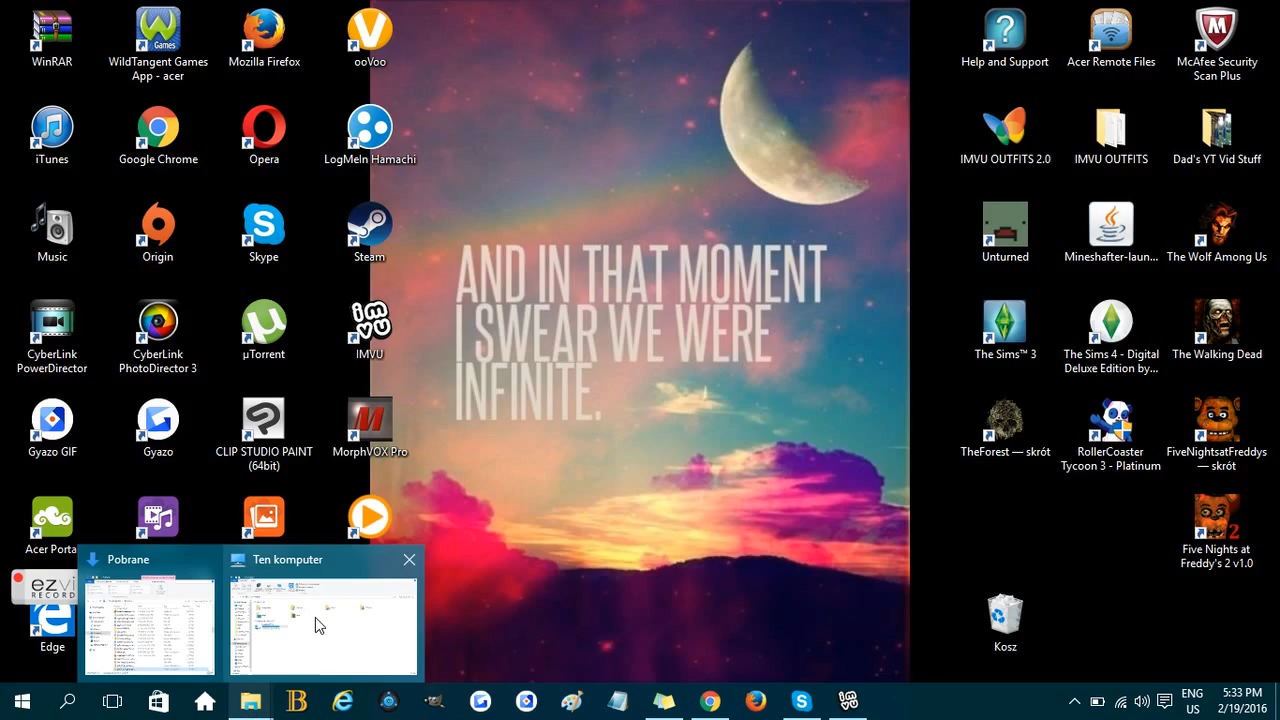 WinRAR
WildTangent Games
App - acer
Mozilla Firefox
ooVoo
Help and Support
Acer Remote Files
McAfee Security
Scan Plus
iTunes
Google Chrome
Opera
LogMeIn Hamachi
IMVU OUTFITS 2.0
IMVU OUTFITS
Dad's YT Vid Stuff
Music
Origin
Skype
Steam
Unturned
Mineshafter-laun...
The Wolf Among Us
AND IN THAT MOMENT
I SWEAR WE WERE
INFINITE.
CyberLink
PowerDirector
CyberLink
PhotoDirector 3
µTorrent
IMVU
The Sims™ 3
The Sims 4 - Digital
Deluxe Edition by...
The Walking Dead
Gyazo GIF
Gyazo
CLIP STUDIO PAINT
(64bit)
MorphVOX Pro
TheForest — skrót
RollerCoaster
Tycoon 3 - Platinum
FiveNightsatFreddys
— skrót
Acer Porta
Five Nights at
Freddy's 2 V
Pobrane
Ten komputer
ezvi
RECORD
Edge
ENG
US
5:33 PM
2/19/2016